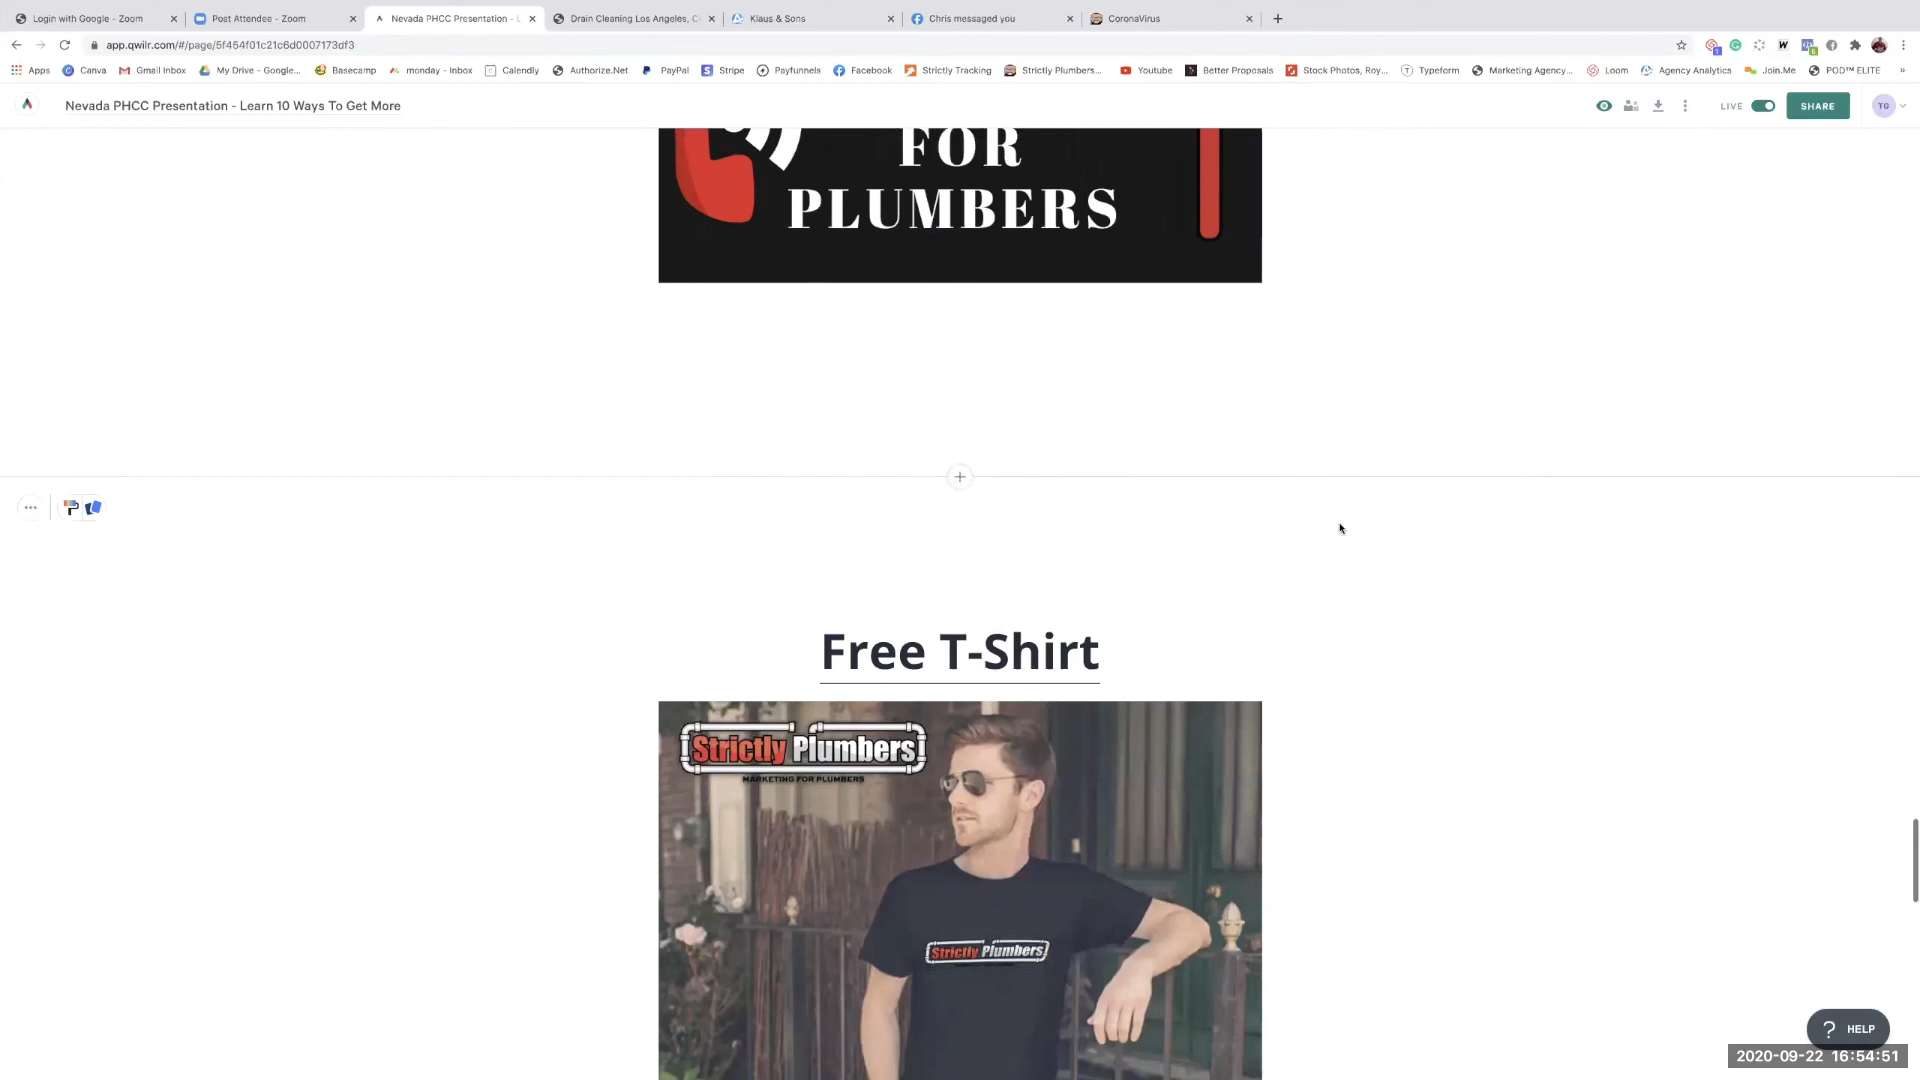 Login with Google - Zoom
Post Attendee - Zoom
Nevada PHCC Presentation - L
Drain Cleaning Los Angeles, C
Klaus & Sons
Chris messaged you
CoronaVirus
app.qwilr.com/#/page/5f454f01c21c6d0007173df3
Apps
Canva
Gmail Inbox
My Drive - Google...
Basecamp
monday - Inbox
Calendly
Authorize.Net
PayPal
Stripe
Payfunnels
Facebook
Strictly Tracking
Strictly Plumbers...
Youtube
Better Proposals
Stock Photos, Roy...
Typeform
Marketing Agency...
Loom
Agency Analytics
Join.Me
POD™ ELITE
»
Nevada PHCC Presentation - Learn 10 Ways To Get More
LIVE
SHARE
TG
FOR
PLUMBERS
Free T-Shirt
Strictly Plumbers
MARKETING FOR PLUMBERS
Strictly Plumbers
? HELP
2020-09-22 16:54:51